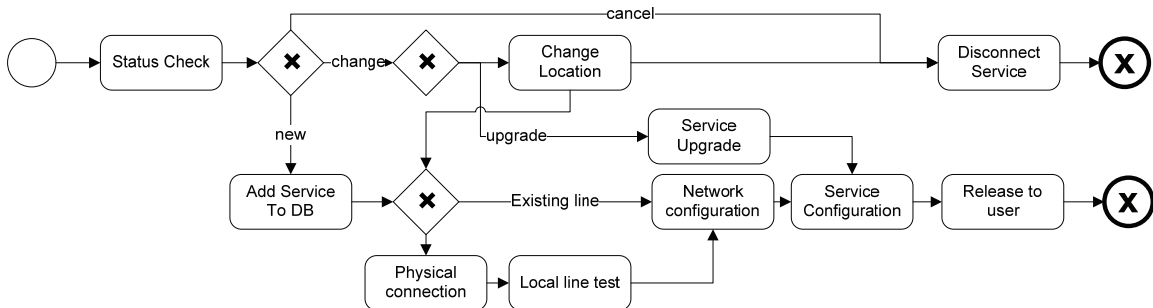 cancel
Status Check
change
Change
Location
Disconnect
Service
X
new
upgrade
Service
Upgrade
Add Service
To DB
Existing line
Network
configuration
Service
Configuration
Release to
user
X
Physical
connection
Local line test